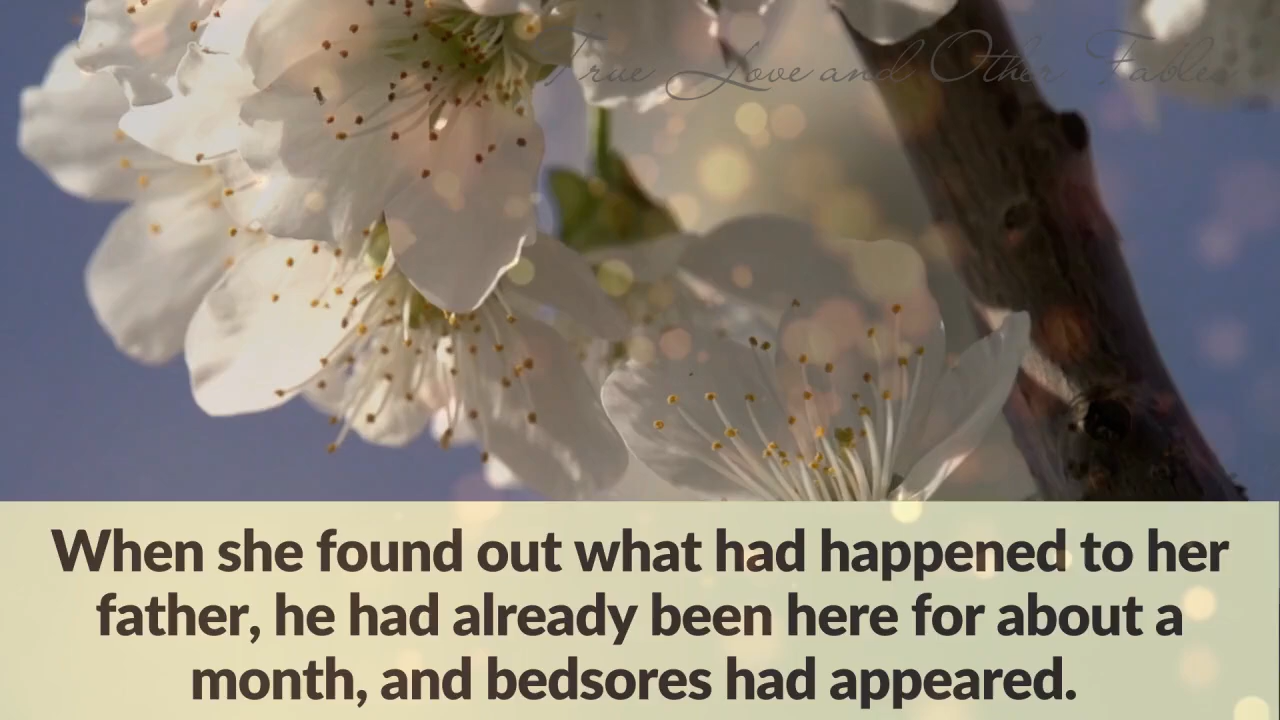 True Love and Other Fables
When she found out what had happened to her
father, he had already been here for about a
month, and bedsores had appeared.